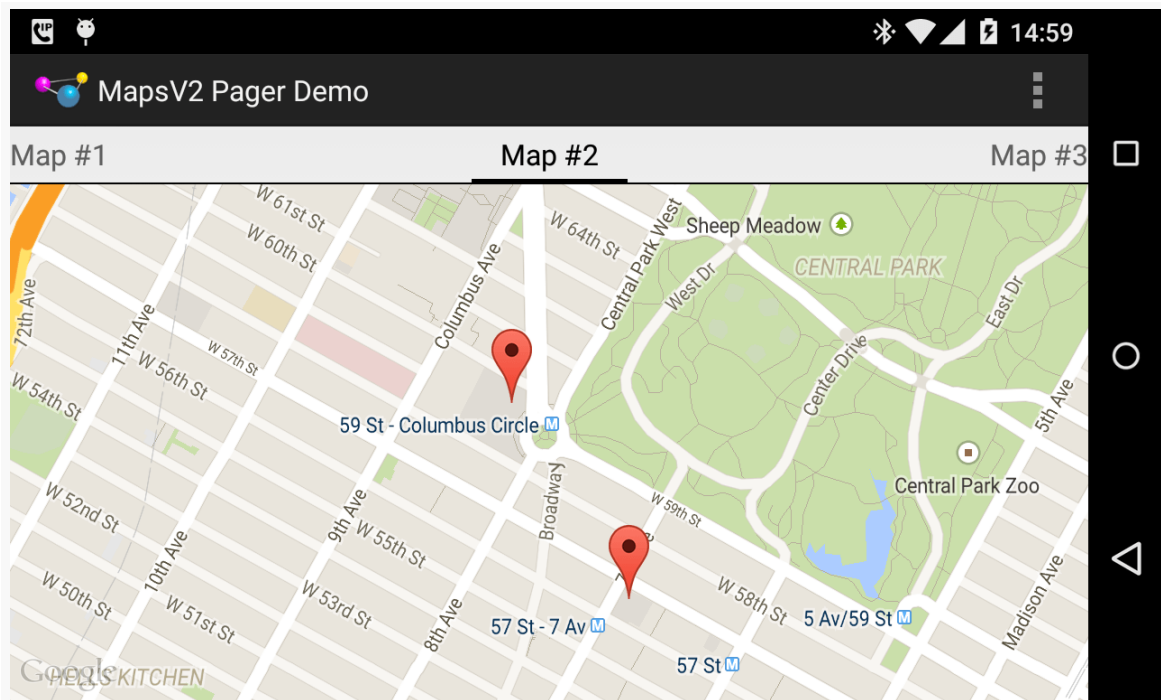 14:59
MapsV2 Pager Demo
Map #1
Map #2
Map #3
W 61st St
W 64th St
Central Park West
Sheep Meadow
W 60th St
Columbus Ave
West Dr
CENTRAL PARK
East Dr
12th Ave
11th Ave
W 57th St
W 56th St
Center Drive
W 54th St
5th Ave
59 St - Columbus Circle M
Central Park Zoo
W 52nd St
9th Ave
Broadway
W 59th St
W 55th St
10th Ave
W 50th St
W 51st St
W 53rd St
8th Ave
W 58th St
Madison Ave
57 St - 7 Av M
5 Av/59 St M
57 St M
Google
HELL'S KITCHEN